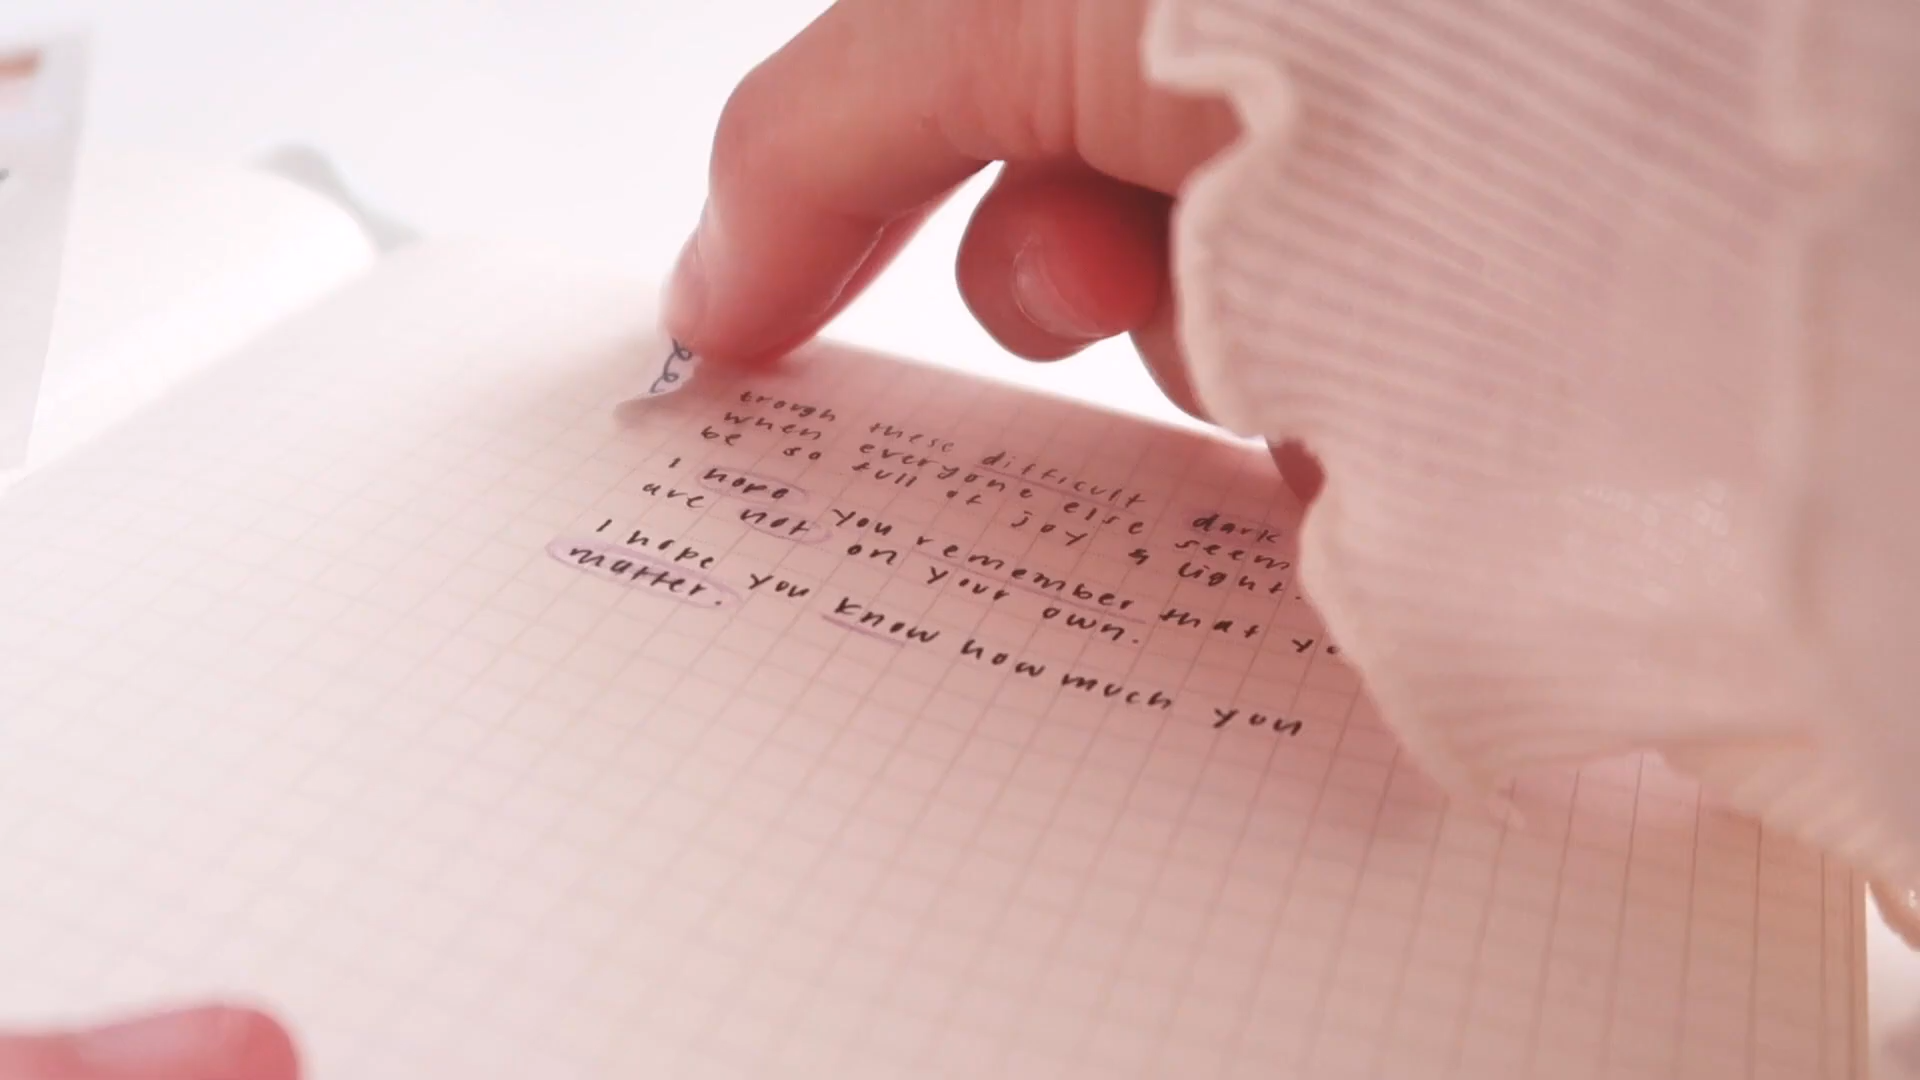 trough these difficult dark
when everyone else seem
be so full of joy & light.
I hope you remember that yo
are not on your own.
I hope you know how much you
matter.